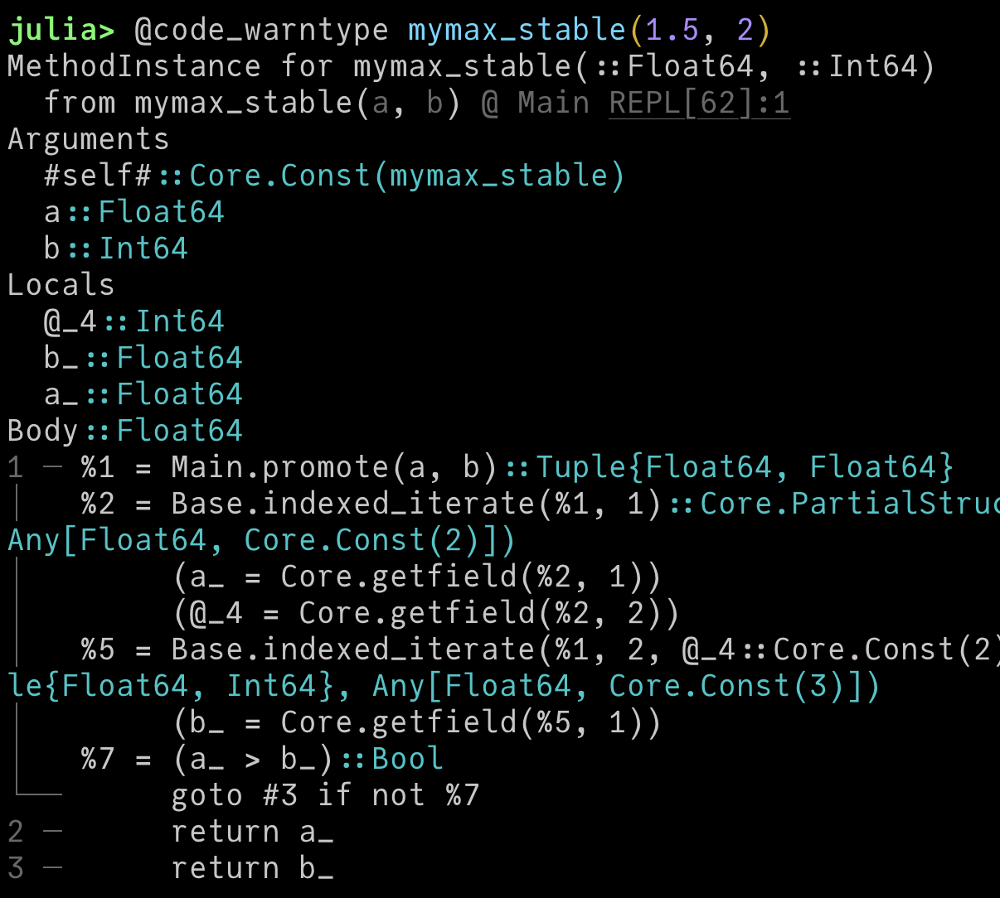 julia> @code_warntype mymax_stable(1.5, 2)
MethodInstance for mymax_stable(::Float64, ::Int64)
  from mymax_stable(a, b) @ Main REPL[62]:1
Arguments
  #self#::Core.Const(mymax_stable)
  a::Float64
  b::Int64
Locals
  @_4::Int64
  b_::Float64
  a_::Float64
Body::Float64
1 ─ %1 = Main.promote(a, b)::Tuple{Float64, Float64}
│   %2 = Base.indexed_iterate(%1, 1)::Core.PartialStruc
Any[Float64, Core.Const(2)])
│        (a_ = Core.getfield(%2, 1))
│        (@_4 = Core.getfield(%2, 2))
│   %5 = Base.indexed_iterate(%1, 2, @_4::Core.Const(2)
le{Float64, Int64}, Any[Float64, Core.Const(3)])
│        (b_ = Core.getfield(%5, 1))
│   %7 = (a_ > b_)::Bool
└──      goto #3 if not %7
2 ─      return a_
3 ─      return b_